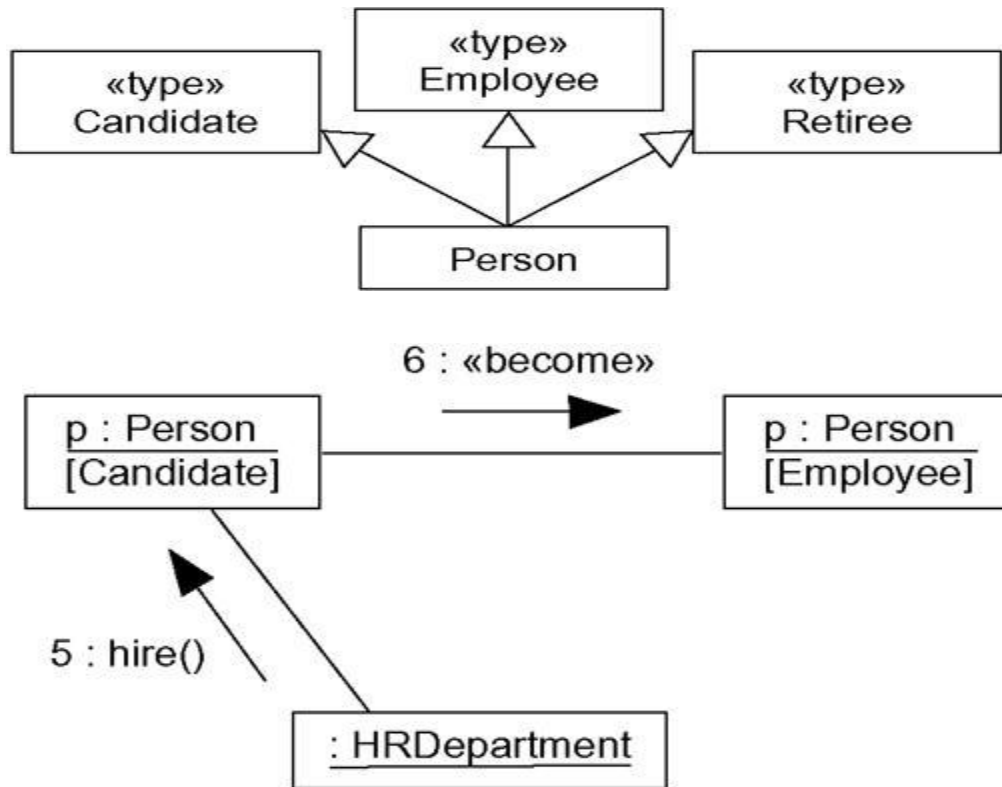 «type»
Candidate
«type»
Employee
«type»
Retiree
Person
6 : «become»
p : Person
[Candidate]
p : Person
[Employee]
5 : hire()
: HRDepartment